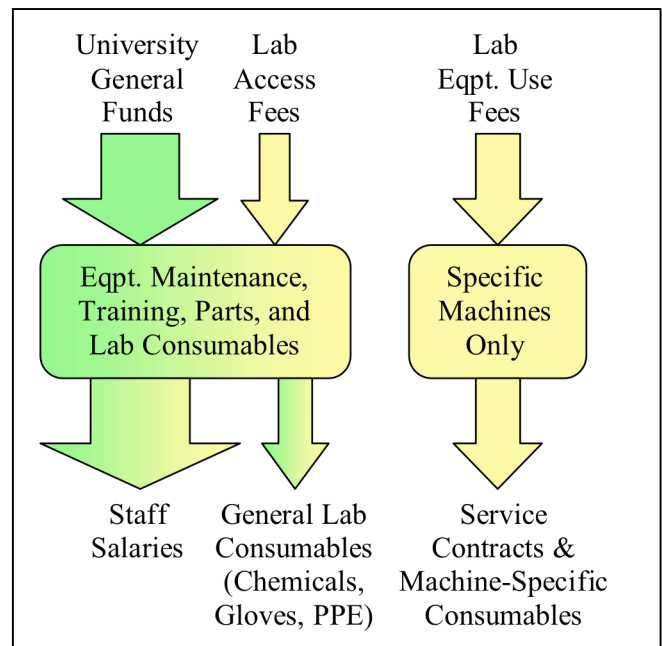 University
General
Funds
Lab
Access
Fees
Lab
Eqpt. Use
Fees
Eqpt. Maintenance,
Training, Parts, and
Lab Consumables
Specific
Machines
Only
Staff
Salaries
General Lab
Consumables
(Chemicals,
Gloves, PPE)
Service
Contracts &
Machine-Specific
Consumables